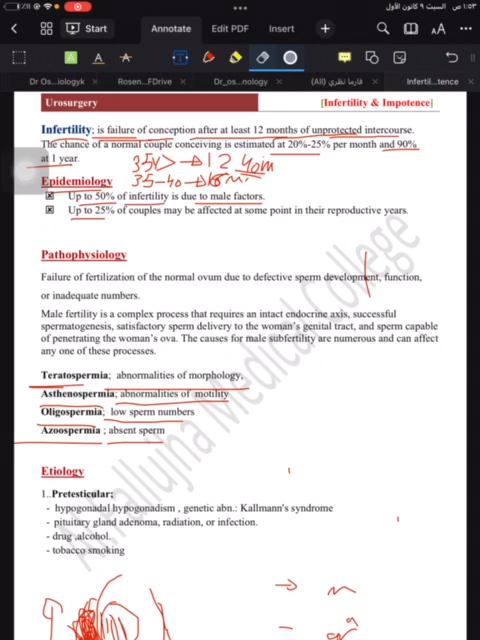 ١:٥٣ ص السبت ٩ كانون الأول
Start
Annotate
Edit PDF
Insert
Dr Os...siologyk
Rosen...FDrive
Dr_os...nology
فارما نظري (All)
Infertil...tence
Urosurgery
[Infertility & Impotence]
Infertility; is failure of conception after at least 12 months of unprotected intercourse.
The chance of a normal couple conceiving is estimated at 20%-25% per month and 90%
at 1 year.
Epidemiology
Up to 50% of infertility is due to male factors.
Up to 25% of couples may be affected at some point in their reproductive years.
Pathophysiology
Failure of fertilization of the normal ovum due to defective sperm development, function,
or inadequate numbers.
Male fertility is a complex process that requires an intact endocrine axis, successful
spermatogenesis, satisfactory sperm delivery to the woman's genital tract, and sperm capable
of penetrating the woman's ova. The causes for male subfertility are numerous and can affect
any one of these processes.
Teratospermia; abnormalities of morphology,
Asthenospermia; abnormalities of motility
Oligospermia; low sperm numbers
Azoospermia ; absent sperm
Etiology
1..Pretesticular;
- hypogonadal hypogonadism , genetic abn.: Kallmann's syndrome
- pituitary gland adenoma, radiation, or infection.
- drug ,alcohol.
- tobacco smoking
Medical College